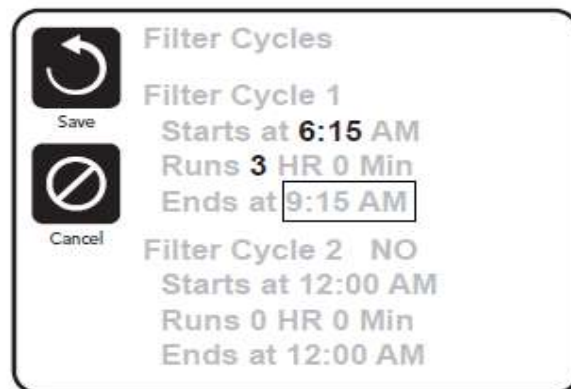 Filter Cycles
Save
Filter Cycle 1
Starts at 6:15 AM
Runs 3 HR 0 Min
Ends at 9:15 AM
Cancel
Filter Cycle 2 NO
Starts at 12:00 AM
Runs 0 HR 0 Min
Ends at 12:00 AM